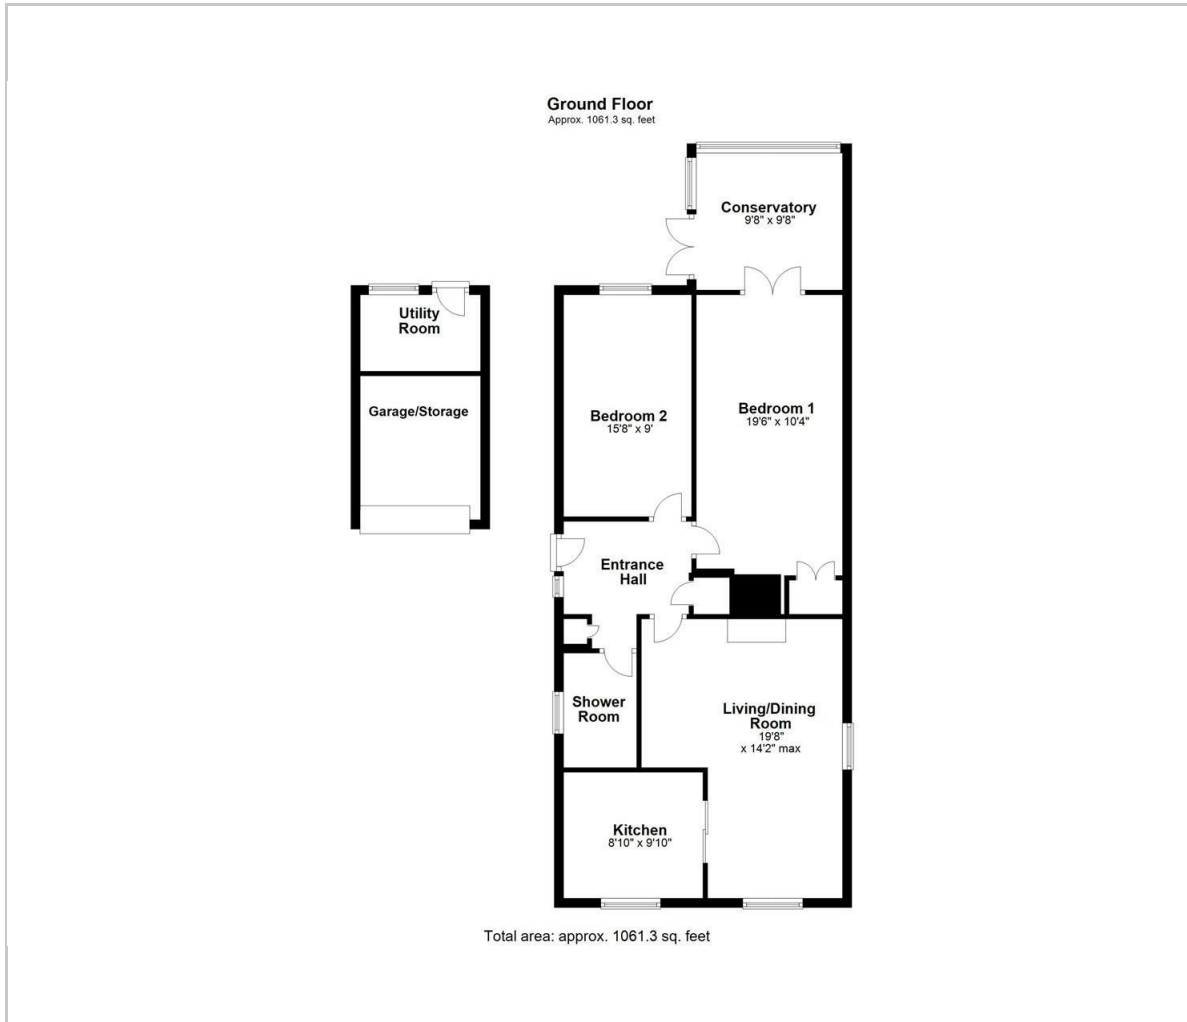 Ground Floor
Approx. 1061.3 sq. feet
Conservatory
9'8" x 9'8"
Utility
Room
Garage/Storage
Bedroom 2
15'8" x 9'
Bedroom 1
19'6" x 10'4"
Entrance
Hall
Shower
Room
Living/Dining
Room
19'8"
x 14'2" max
Kitchen
8'10" x 9'10"
Total area: approx. 1061.3 sq. feet